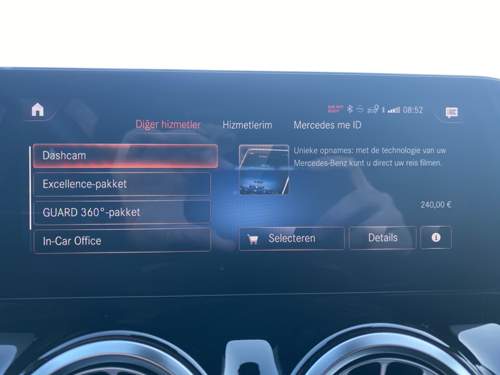 08:52
Diğer hizmetler Hizmetlerim Mercedes me ID
Dashcam
Excellence-pakket
GUARD 360°-pakket
In-Car Office
Unieke opnames: met de technologie van uw
Mercedes-Benz kunt u direct uw reis filmen.
240,00 €
Selecteren Details